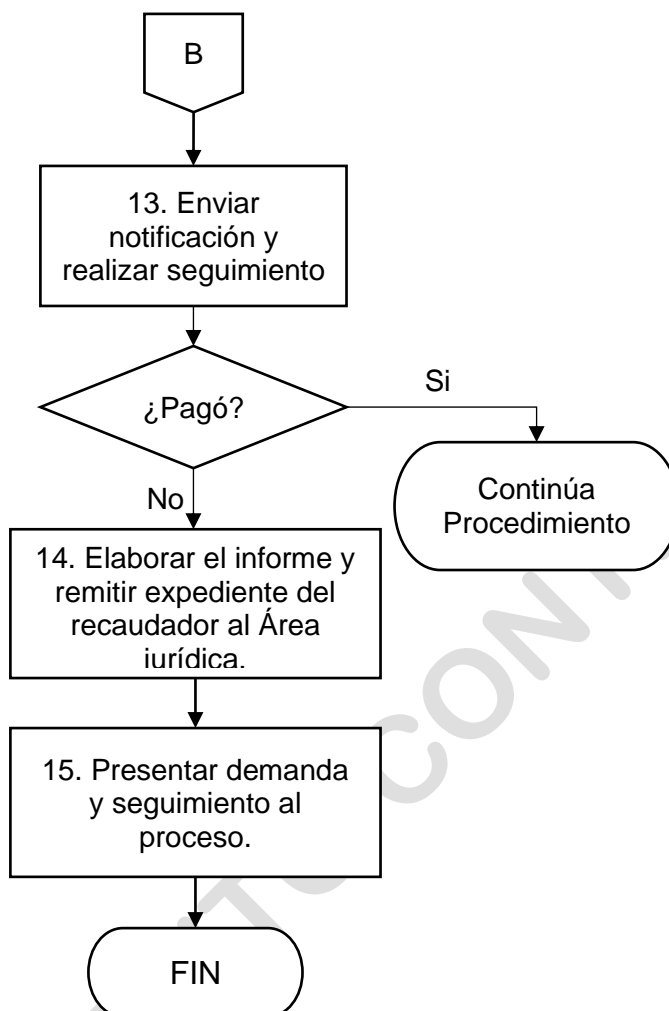 B
13. Enviar
notificación y
realizar seguimiento
¿Pagó?
Si
Continúa
Procedimiento
No
14. Elaborar el informe y
remitir expediente del
recaudador al Área
jurídica.
15. Presentar demanda
y seguimiento al
proceso.
FIN